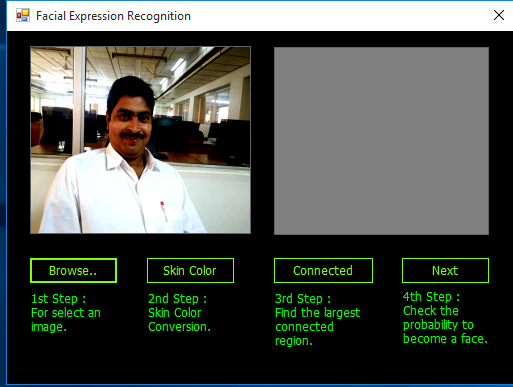 Facial Expression Recognition
Browse..
Skin Color
Connected
Next
1st Step :
For select an
image.
2nd Step :
Skin Color
Conversion.
3rd Step :
Find the largest
connected
region.
4th Step :
Check the
probability to
become a face.